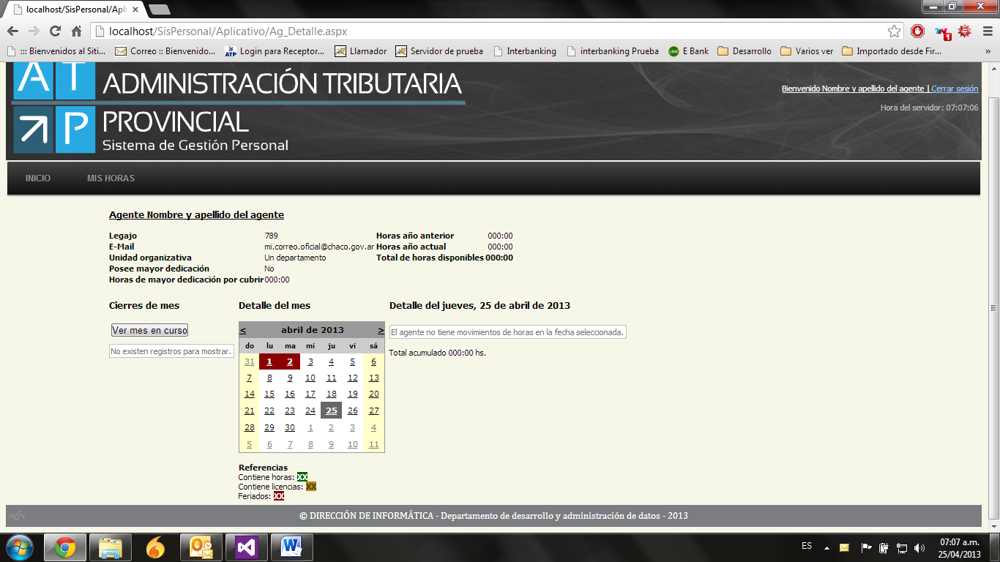 localhost/SisPersonal/Apli
localhost/SisPersonal/Aplicativo/Ag_Detalle.aspx
1
::: Bienvenidos al Siti... Correo :: Bienvenido... ATP Login para Receptor... Llamador Servidor de prueba Interbanking interbanking Prueba LINK E Bank Desarrollo Varios ver Importado desde Fir... »
AT ADMINISTRACIÓN TRIBUTARIA
P PROVINCIAL
Sistema de Gestión Personal
Bienvenido Nombre y apellido del agente | Cerrar sesión
Hora del servidor: 07:07:06
INICIO MIS HORAS
Agente Nombre y apellido del agente
Legajo 789 Horas año anterior 000:00
E-Mail mi.correo.oficial@chaco.gov.ar Horas año actual 000:00
Unidad organizativa Un departamento Total de horas disponibles 000:00
Posee mayor dedicación No
Horas de mayor dedicación por cubrir 000:00
Cierres de mes
Ver mes en curso
No existen registros para mostrar.
Detalle del mes
< abril de 2013 >
do lu ma mi ju vi sá
31 1 2 3 4 5 6
7 8 9 10 11 12 13
14 15 16 17 18 19 20
21 22 23 24 25 26 27
28 29 30 1 2 3 4
5 6 7 8 9 10 11
Referencias
Contiene horas: XX
Contiene licencias: XX
Feriados: XX
Detalle del jueves, 25 de abril de 2013
El agente no tiene movimientos de horas en la fecha seleccionada.
Total acumulado 000:00 hs.
© DIRECCIÓN DE INFORMÁTICA - Departamento de desarrollo y administración de datos - 2013
ES
07:07 a.m.
25/04/2013